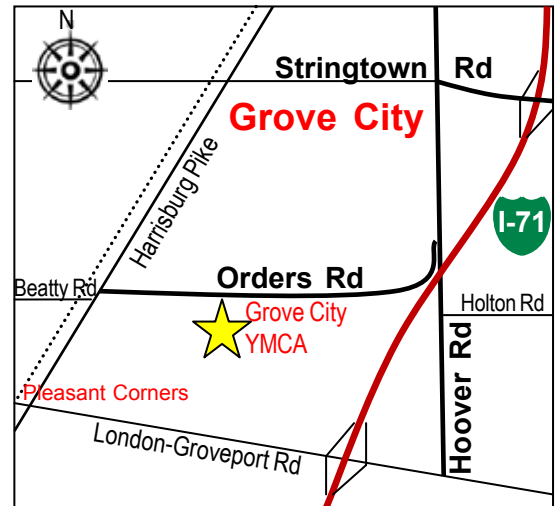 N
Stringtown Rd
Grove City
Harrisburg Pike
I-71
Orders Rd
Beatty Rd
Grove City
YMCA
Holton Rd
Hoover Rd
Pleasant Corners
London-Groveport Rd